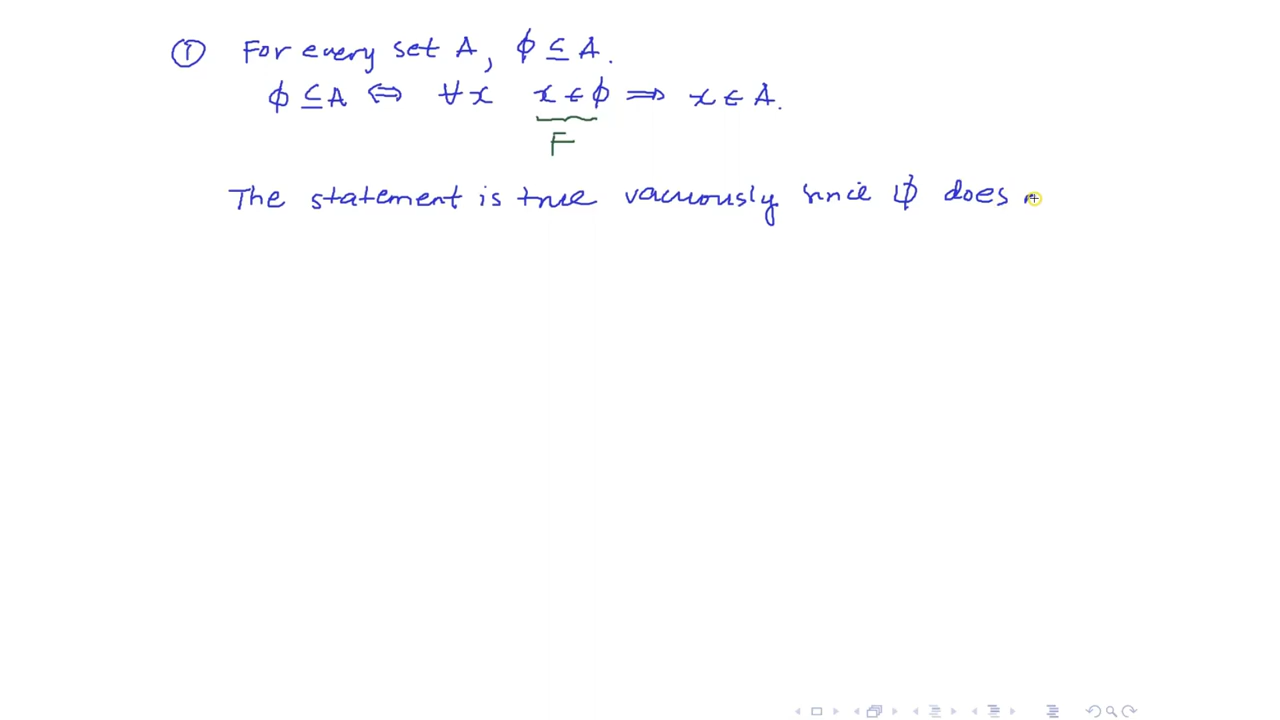 ① For every set A, ϕ ⊆ A.
ϕ ⊆ A ⇔ ∀x x ∈ ϕ ⟹ x ∈ A.
F
The statement is true vacuously since ϕ does